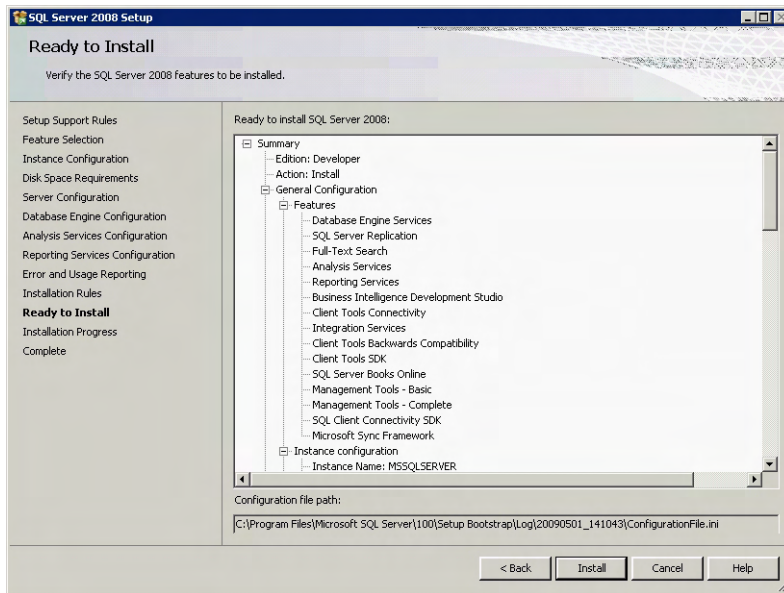 SQL Server 2008 Setup
Ready to Install
Verify the SQL Server 2008 features to be installed.
Setup Support Rules
Feature Selection
Instance Configuration
Disk Space Requirements
Server Configuration
Database Engine Configuration
Analysis Services Configuration
Reporting Services Configuration
Error and Usage Reporting
Installation Rules
Ready to Install
Installation Progress
Complete
Ready to install SQL Server 2008:
Summary
Edition: Developer
Action: Install
General Configuration
Features
Database Engine Services
SQL Server Replication
Full-Text Search
Analysis Services
Reporting Services
Business Intelligence Development Studio
Client Tools Connectivity
Integration Services
Client Tools Backwards Compatibility
Client Tools SDK
SQL Server Books Online
Management Tools - Basic
Management Tools - Complete
SQL Client Connectivity SDK
Microsoft Sync Framework
Instance configuration
Instance Name: MSSQLSERVER
Configuration file path:
C:\Program Files\Microsoft SQL Server\100\Setup Bootstrap\Log\20090501_141043\ConfigurationFile.ini
< Back Install Cancel Help